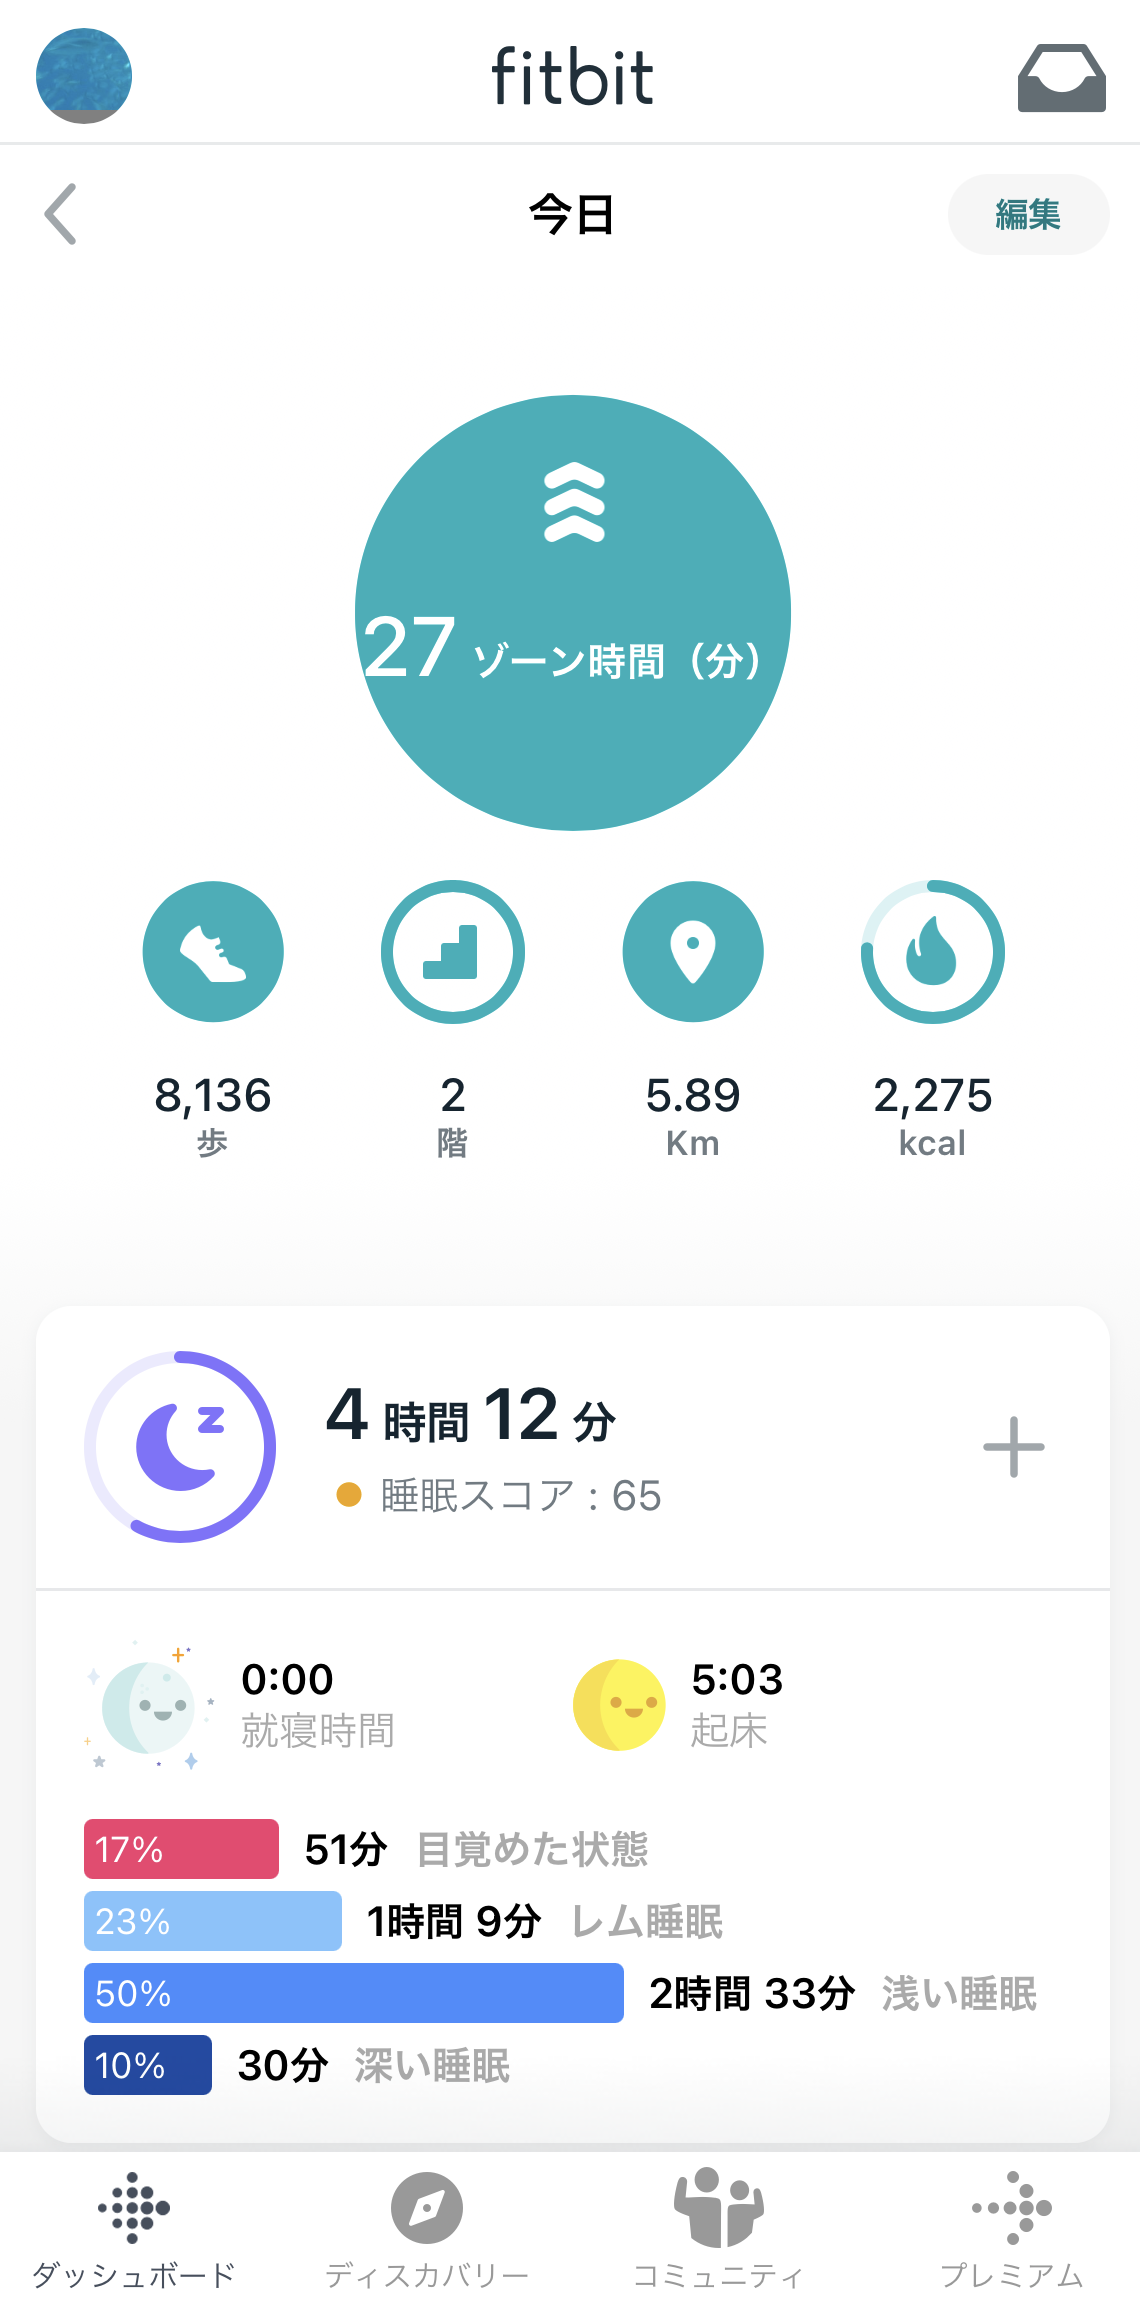 fitbit
今日
編集
27 ゾーン時間（分）
8,136
歩
2
階
5.89
Km
2,275
kcal
4 時間 12 分
睡眠スコア : 65
0:00
就寝時間
5:03
起床
17% 51分 目覚めた状態
23% 1時間 9分 レム睡眠
50% 2時間 33分 浅い睡眠
10% 30分 深い睡眠
ダッシュボード
ディスカバリー
コミュニティ
プレミアム